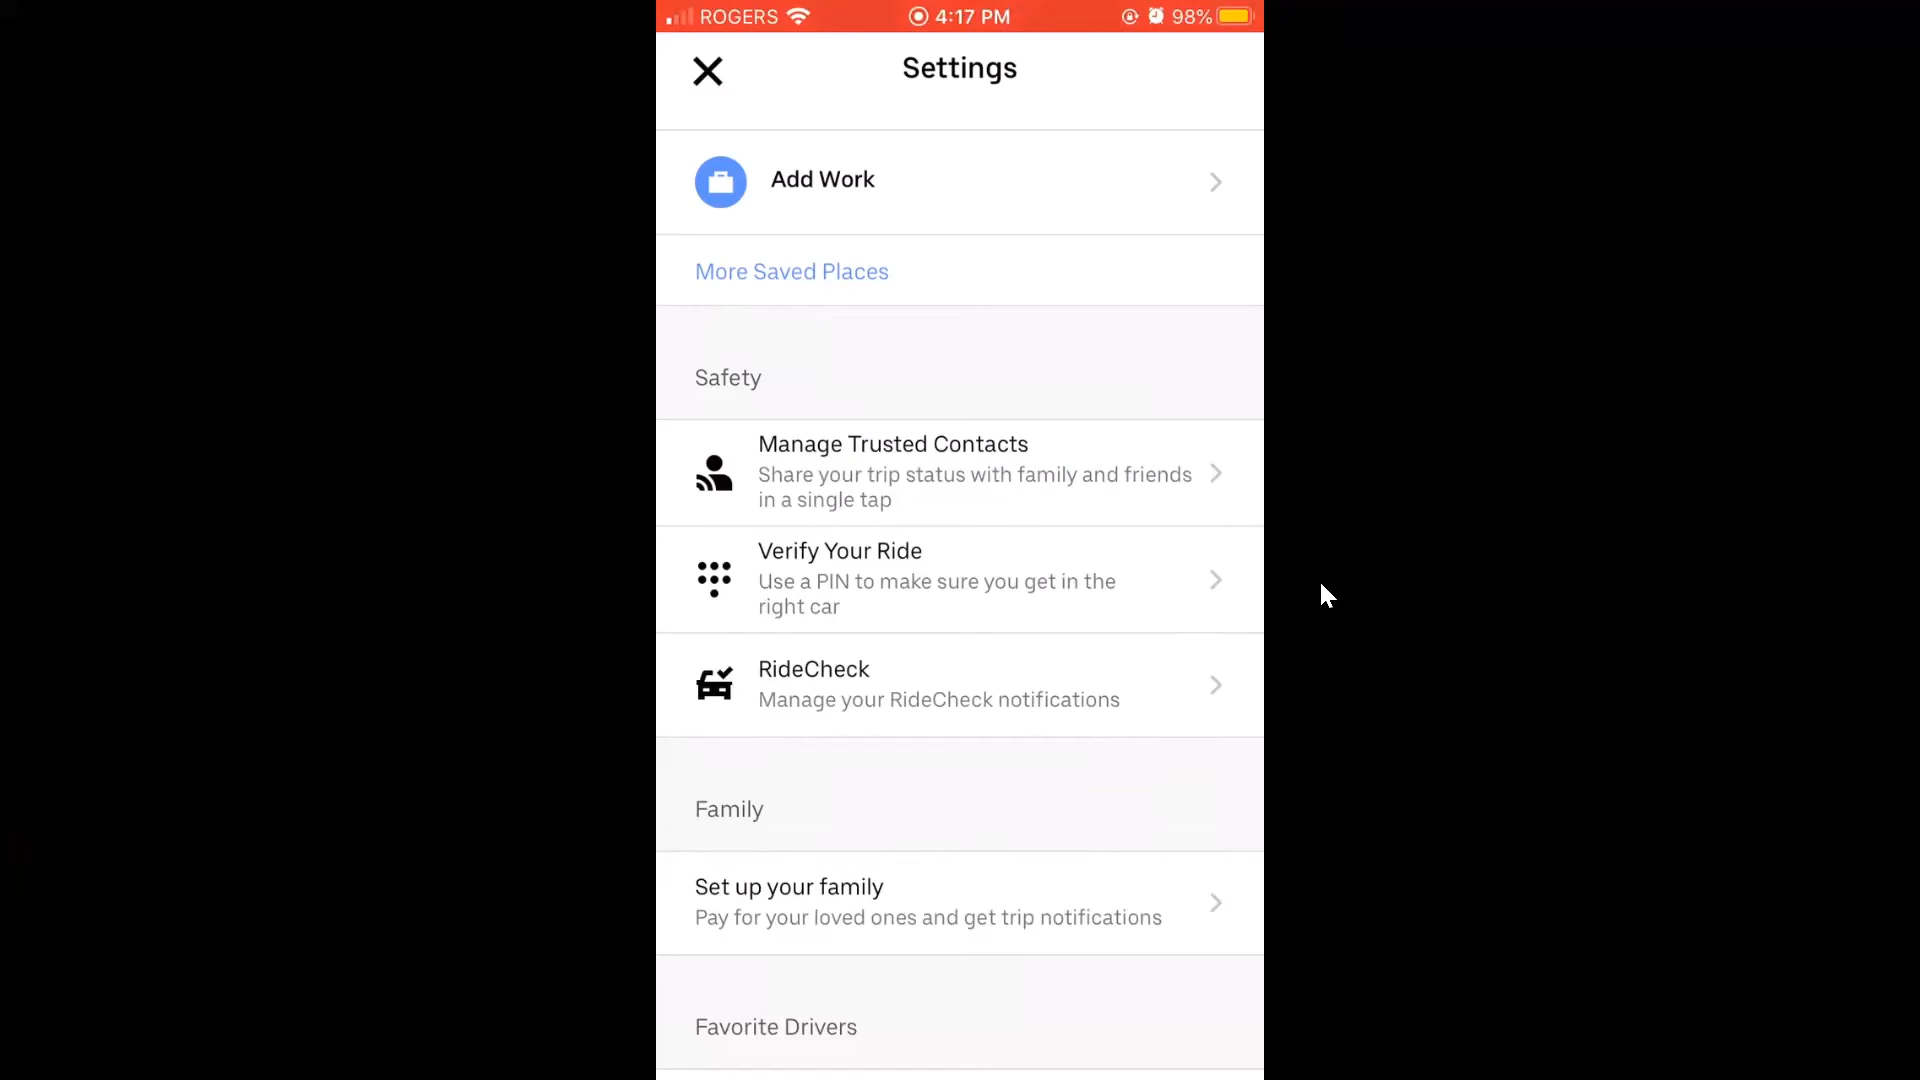 ROGERS 4:17 PM 98%
Settings
Add Work
More Saved Places
Safety
Manage Trusted Contacts
Share your trip status with family and friends
in a single tap
Verify Your Ride
Use a PIN to make sure you get in the
right car
RideCheck
Manage your RideCheck notifications
Family
Set up your family
Pay for your loved ones and get trip notifications
Favorite Drivers